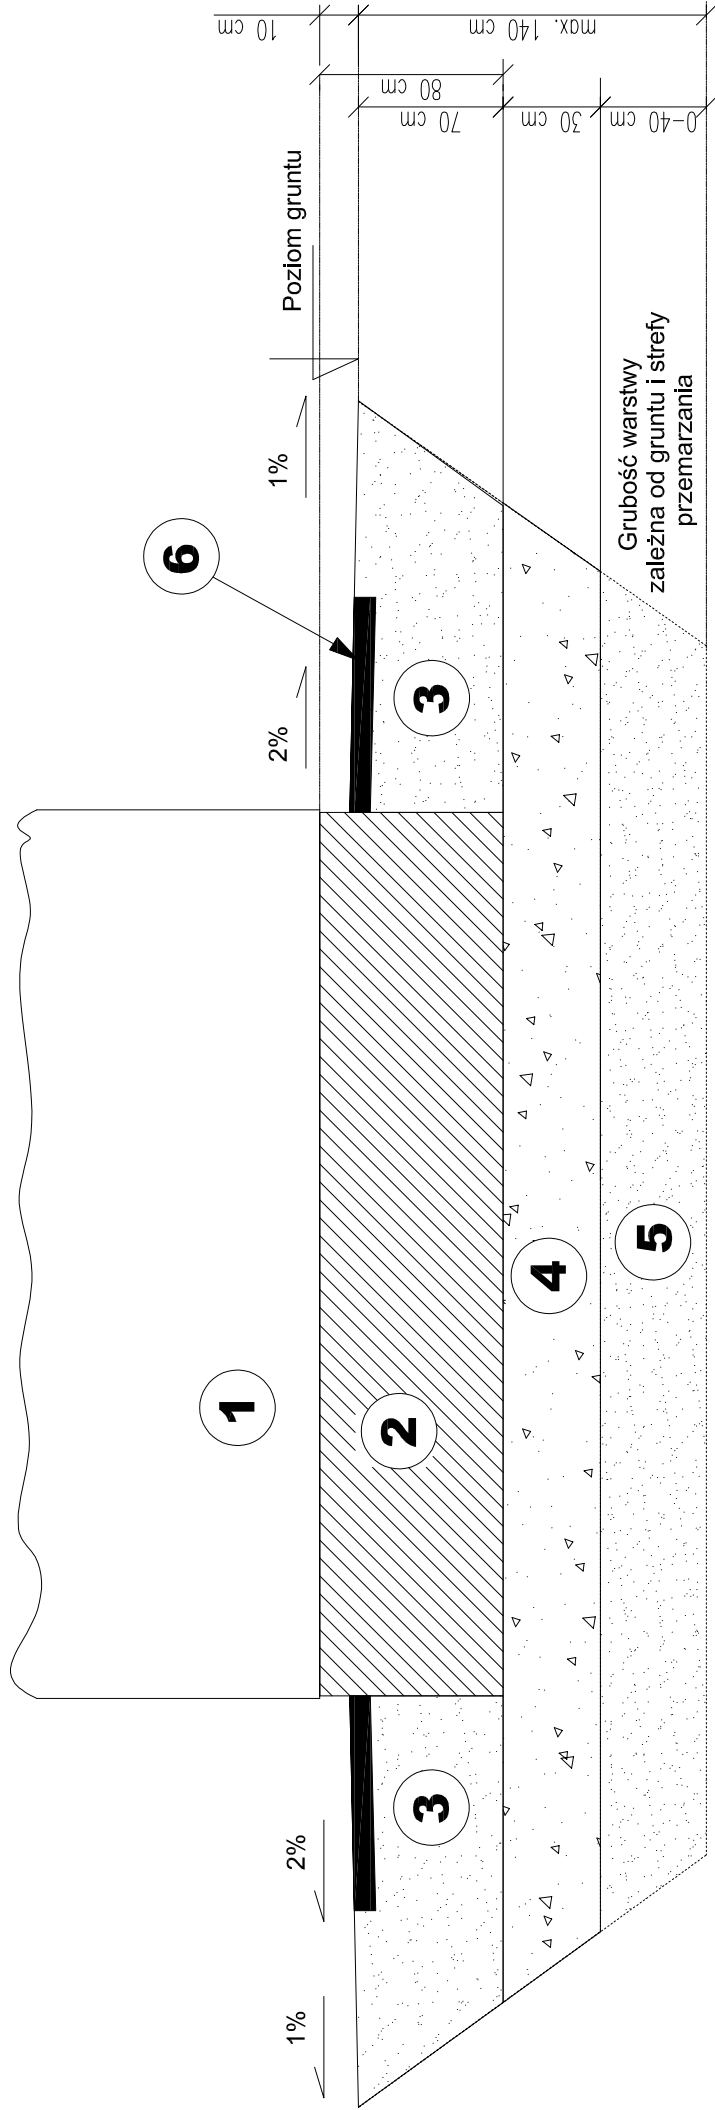 10 cm
max. 140 cm
80 cm
70 cm
30 cm
0-40 cm
Poziom gruntu
1%
2%
6
3
Grubość warstwy
zależna od gruntu i strefy
przemarzania
1
2
4
5
3
2%
1%